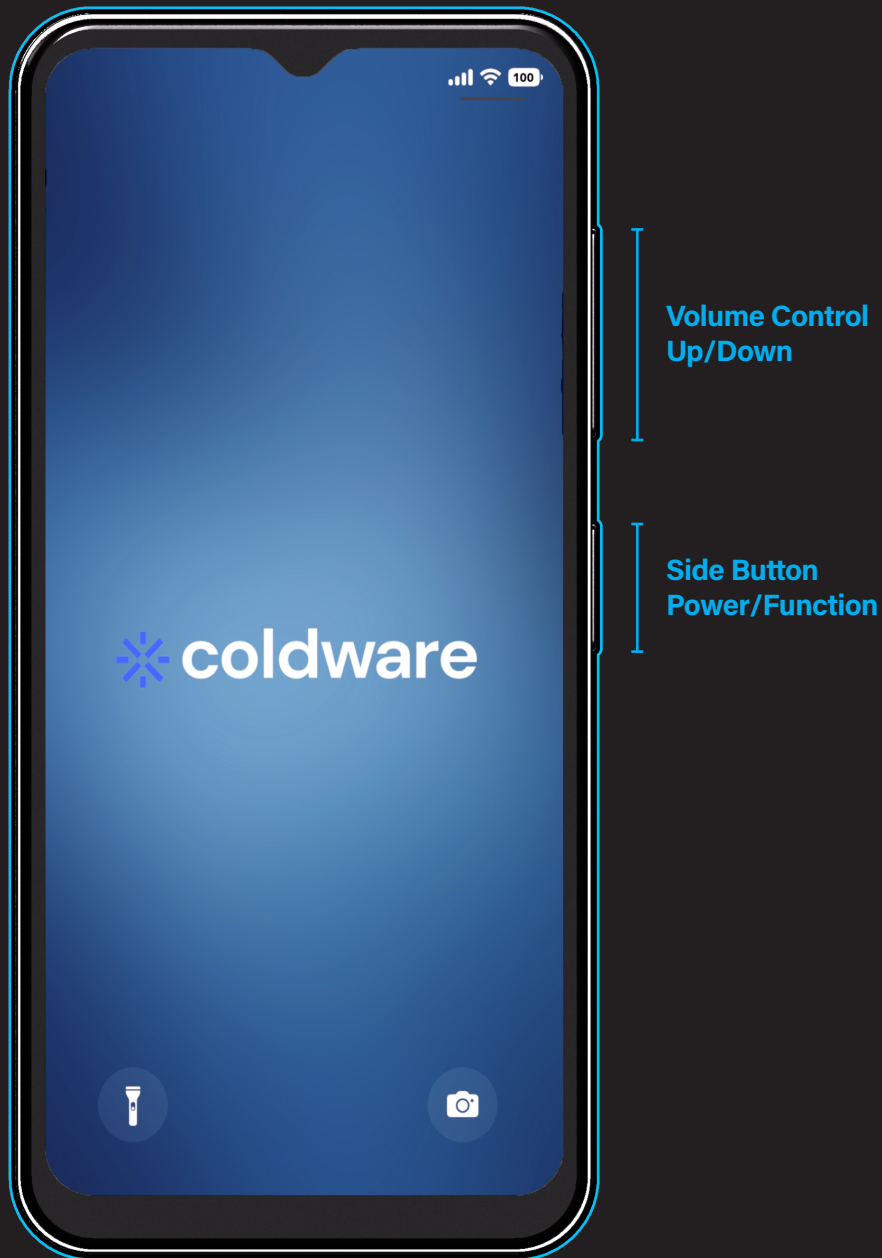 100
Volume Control
Up/Down
Side Button
Power/Function
coldware